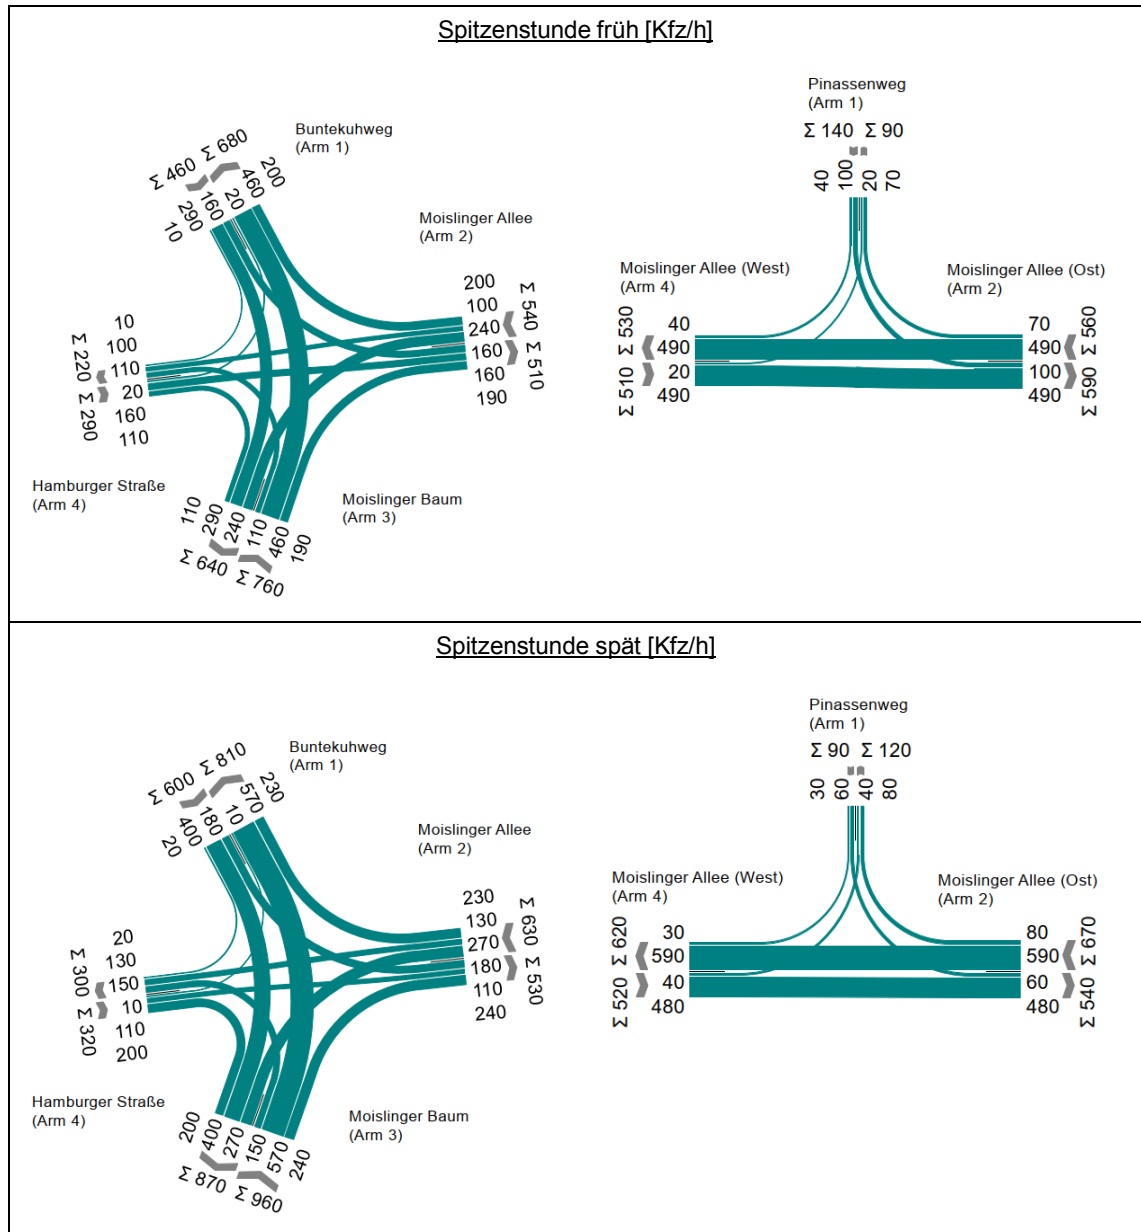 Spitzenstunde früh [Kfz/h]
Buntekuhweg
(Arm 1)
Σ 460 Σ 680
10 290 160 20 460 200
Moislinger Allee
(Arm 2)
200
100
240
160
160
190
Σ 540
Σ 510
10
100
110
20
160
110
Σ 220
Σ 290
Hamburger Straße
(Arm 4)
Moislinger Baum
(Arm 3)
110 290 240 110 460 190
Σ 640 Σ 760
Pinassenweg
(Arm 1)
Σ 140 Σ 90
40 100 20 70
Moislinger Allee (West)
(Arm 4)
Σ 530
Σ 510
40
490
20
490
Moislinger Allee (Ost)
(Arm 2)
70
490
100
490
Σ 560
Σ 590
Spitzenstunde spät [Kfz/h]
Buntekuhweg
(Arm 1)
Σ 600 Σ 810
20 400 180 10 570 230
Moislinger Allee
(Arm 2)
230
130
270
180
110
240
Σ 630
Σ 530
20
130
150
10
110
200
Σ 300
Σ 320
Hamburger Straße
(Arm 4)
Moislinger Baum
(Arm 3)
200 400 270 150 570 240
Σ 870 Σ 960
Pinassenweg
(Arm 1)
Σ 90 Σ 120
30 60 40 80
Moislinger Allee (West)
(Arm 4)
Σ 620
Σ 520
30
590
40
480
Moislinger Allee (Ost)
(Arm 2)
80
590
60
480
Σ 670
Σ 540